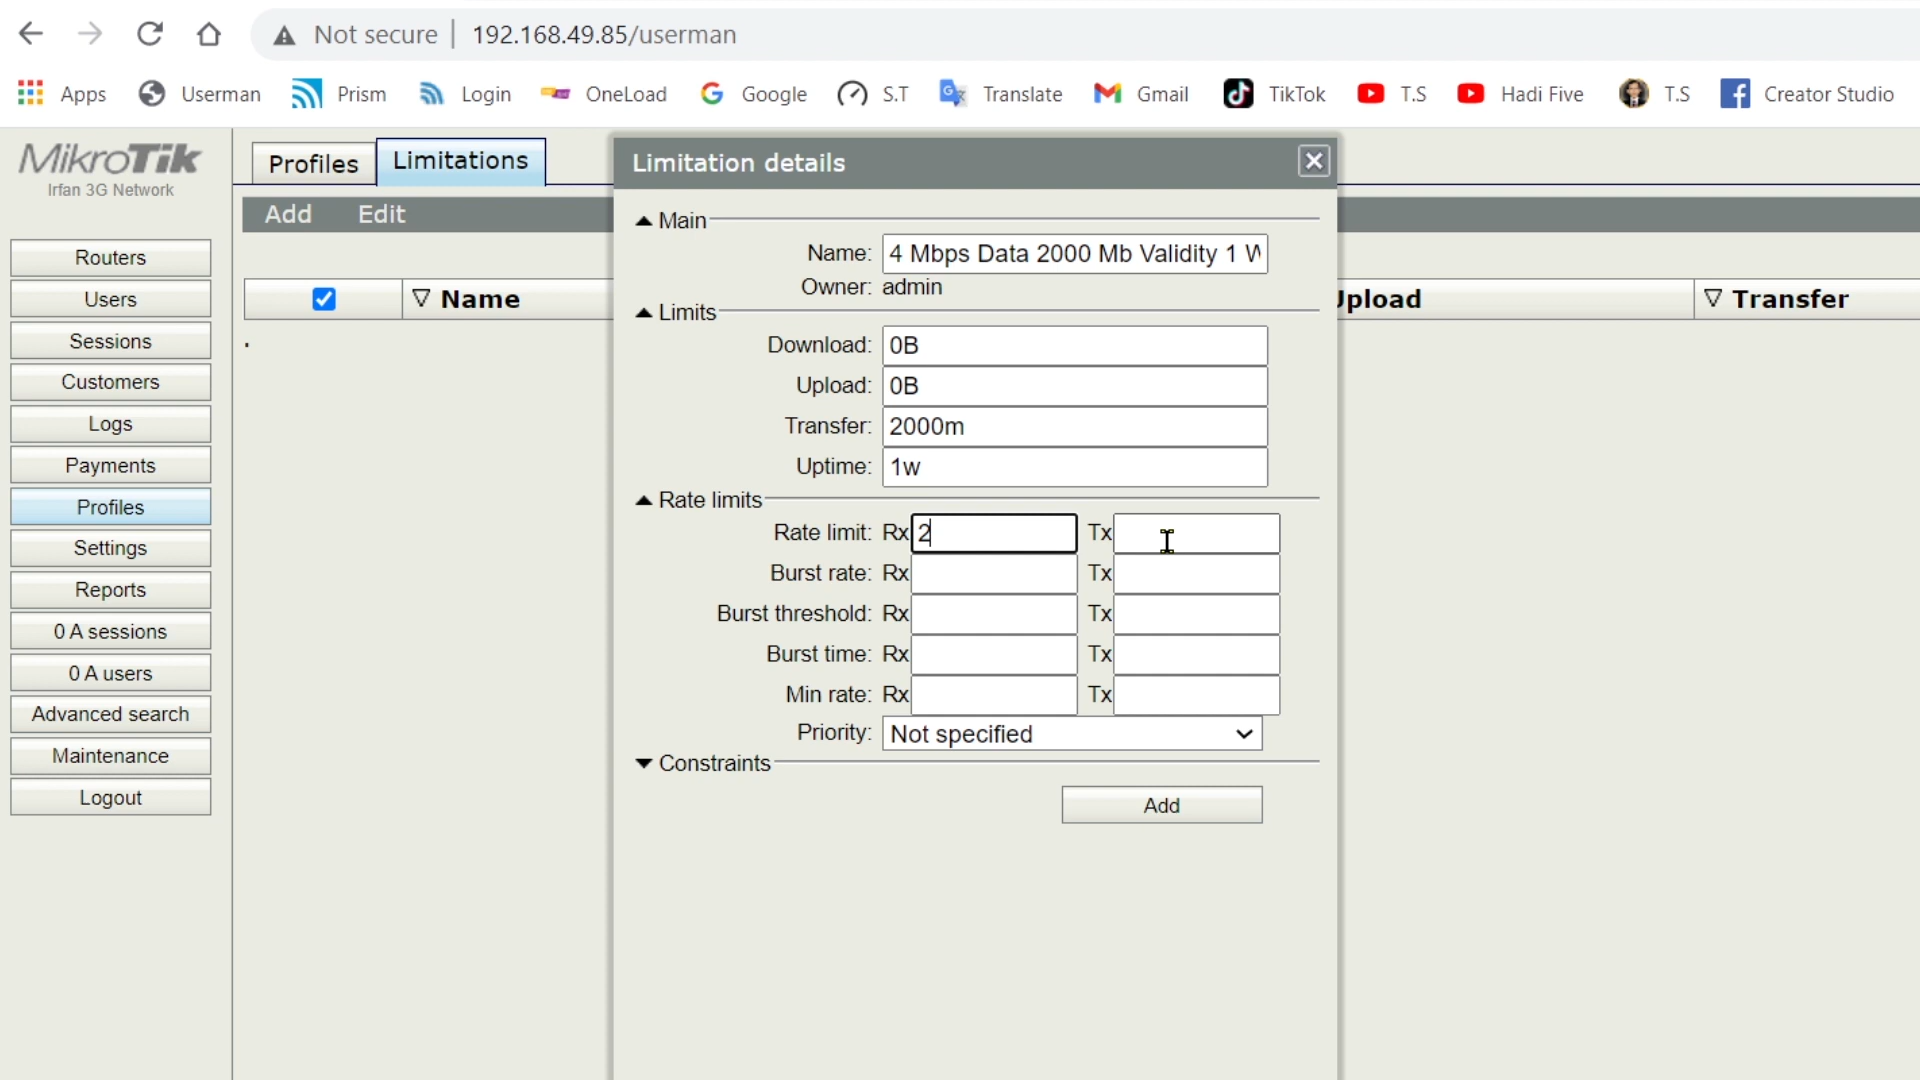 Not secure 192.168.49.85/userman
Apps Userman Prism Login OneLoad Google S.T Translate Gmail TikTok T.S Hadi Five T.S Creator Studio
MikroTik
Irfan 3G Network
Routers
Users
Sessions
Customers
Logs
Payments
Profiles
Settings
Reports
0 A sessions
0 A users
Advanced search
Maintenance
Logout
Profiles Limitations
Add Edit
Name Upload Transfer
Limitation details
Main
Name: 4 Mbps Data 2000 Mb Validity 1 W
Owner: admin
Limits
Download: 0B
Upload: 0B
Transfer: 2000m
Uptime: 1w
Rate limits
Rate limit: Rx 2 Tx
Burst rate: Rx Tx
Burst threshold: Rx Tx
Burst time: Rx Tx
Min rate: Rx Tx
Priority: Not specified
Constraints
Add